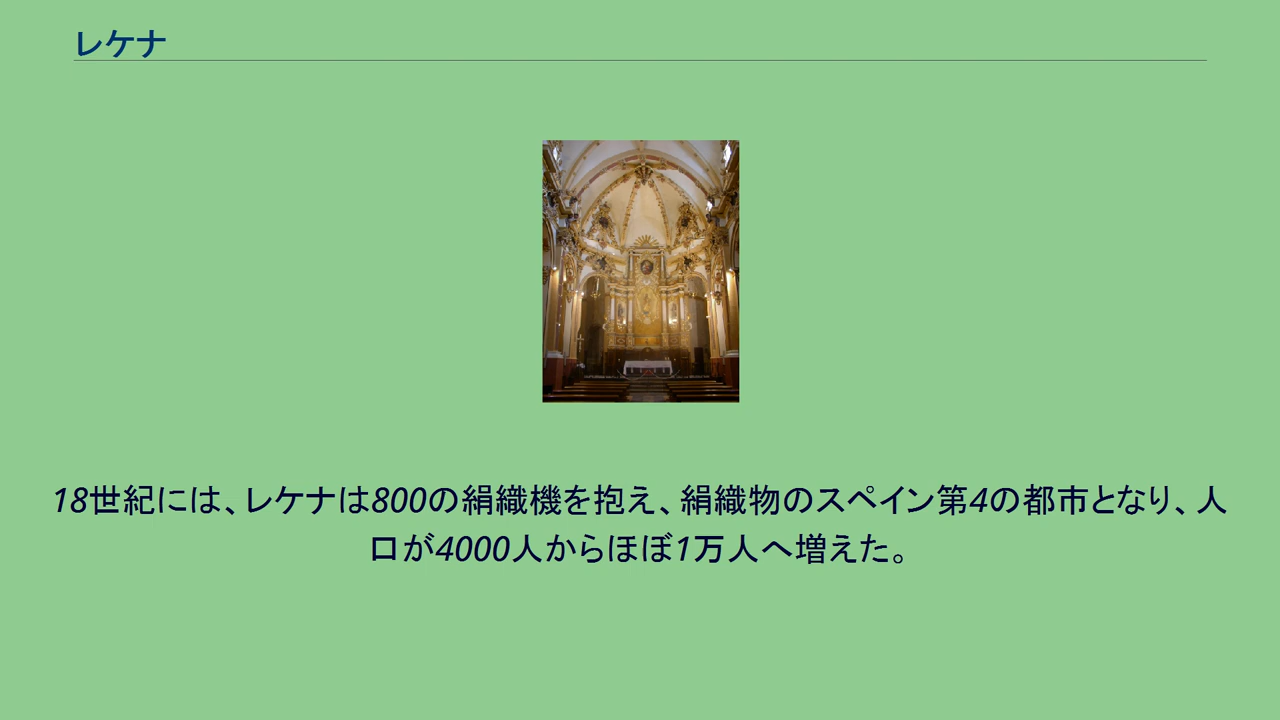 レケナ
18世紀には、レケナは800の絹織機を抱え、絹織物のスペイン第4の都市となり、人
口が4000人からほぼ1万人へ増えた。